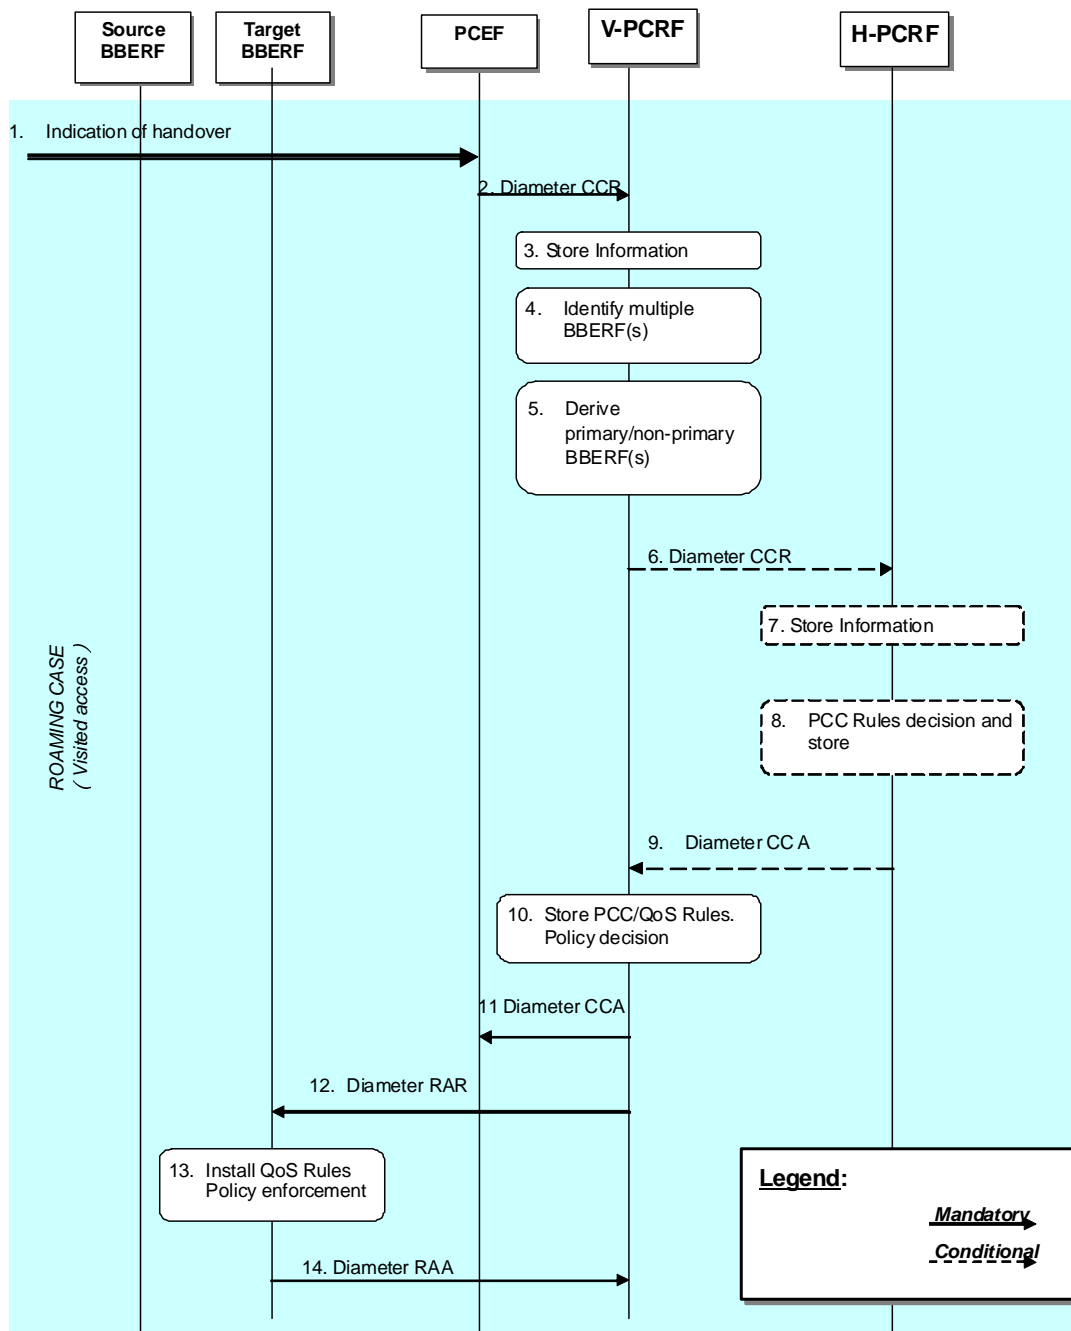 Source
BBERF
Target
BBERF
PCEF
V-PCRF
H-PCRF
1. Indication of handover
2. Diameter CCR
3. Store Information
4. Identify multiple
BBERF(s)
5. Derive
primary/non-primary
BBERF(s)
6. Diameter CCR
7. Store Information
8. PCC Rules decision and
store
ROAMING CASE
( Visited access )
9. Diameter CC A
10. Store PCC/QoS Rules.
Policy decision
11 Diameter CCA
12. Diameter RAR
13. Install QoS Rules
Policy enforcement
14. Diameter RAA
Legend:
Mandatory
Conditional